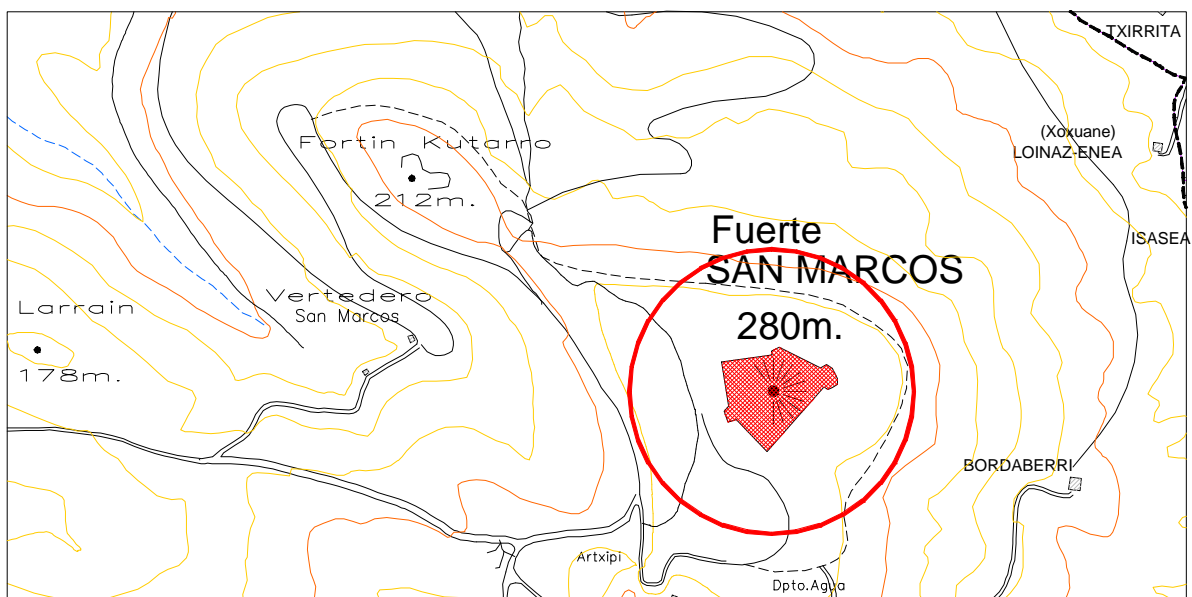 TXIRRITA
(Xoxuane)
LOINAZ-ENEA
Fortin Kutarro
212m.
Fuerte
SAN MARCOS
280m.
ISASEA
Vertedero
San Marcos
Larrain
178m.
BORDABERRI
Artxipi
Dpto.Agua